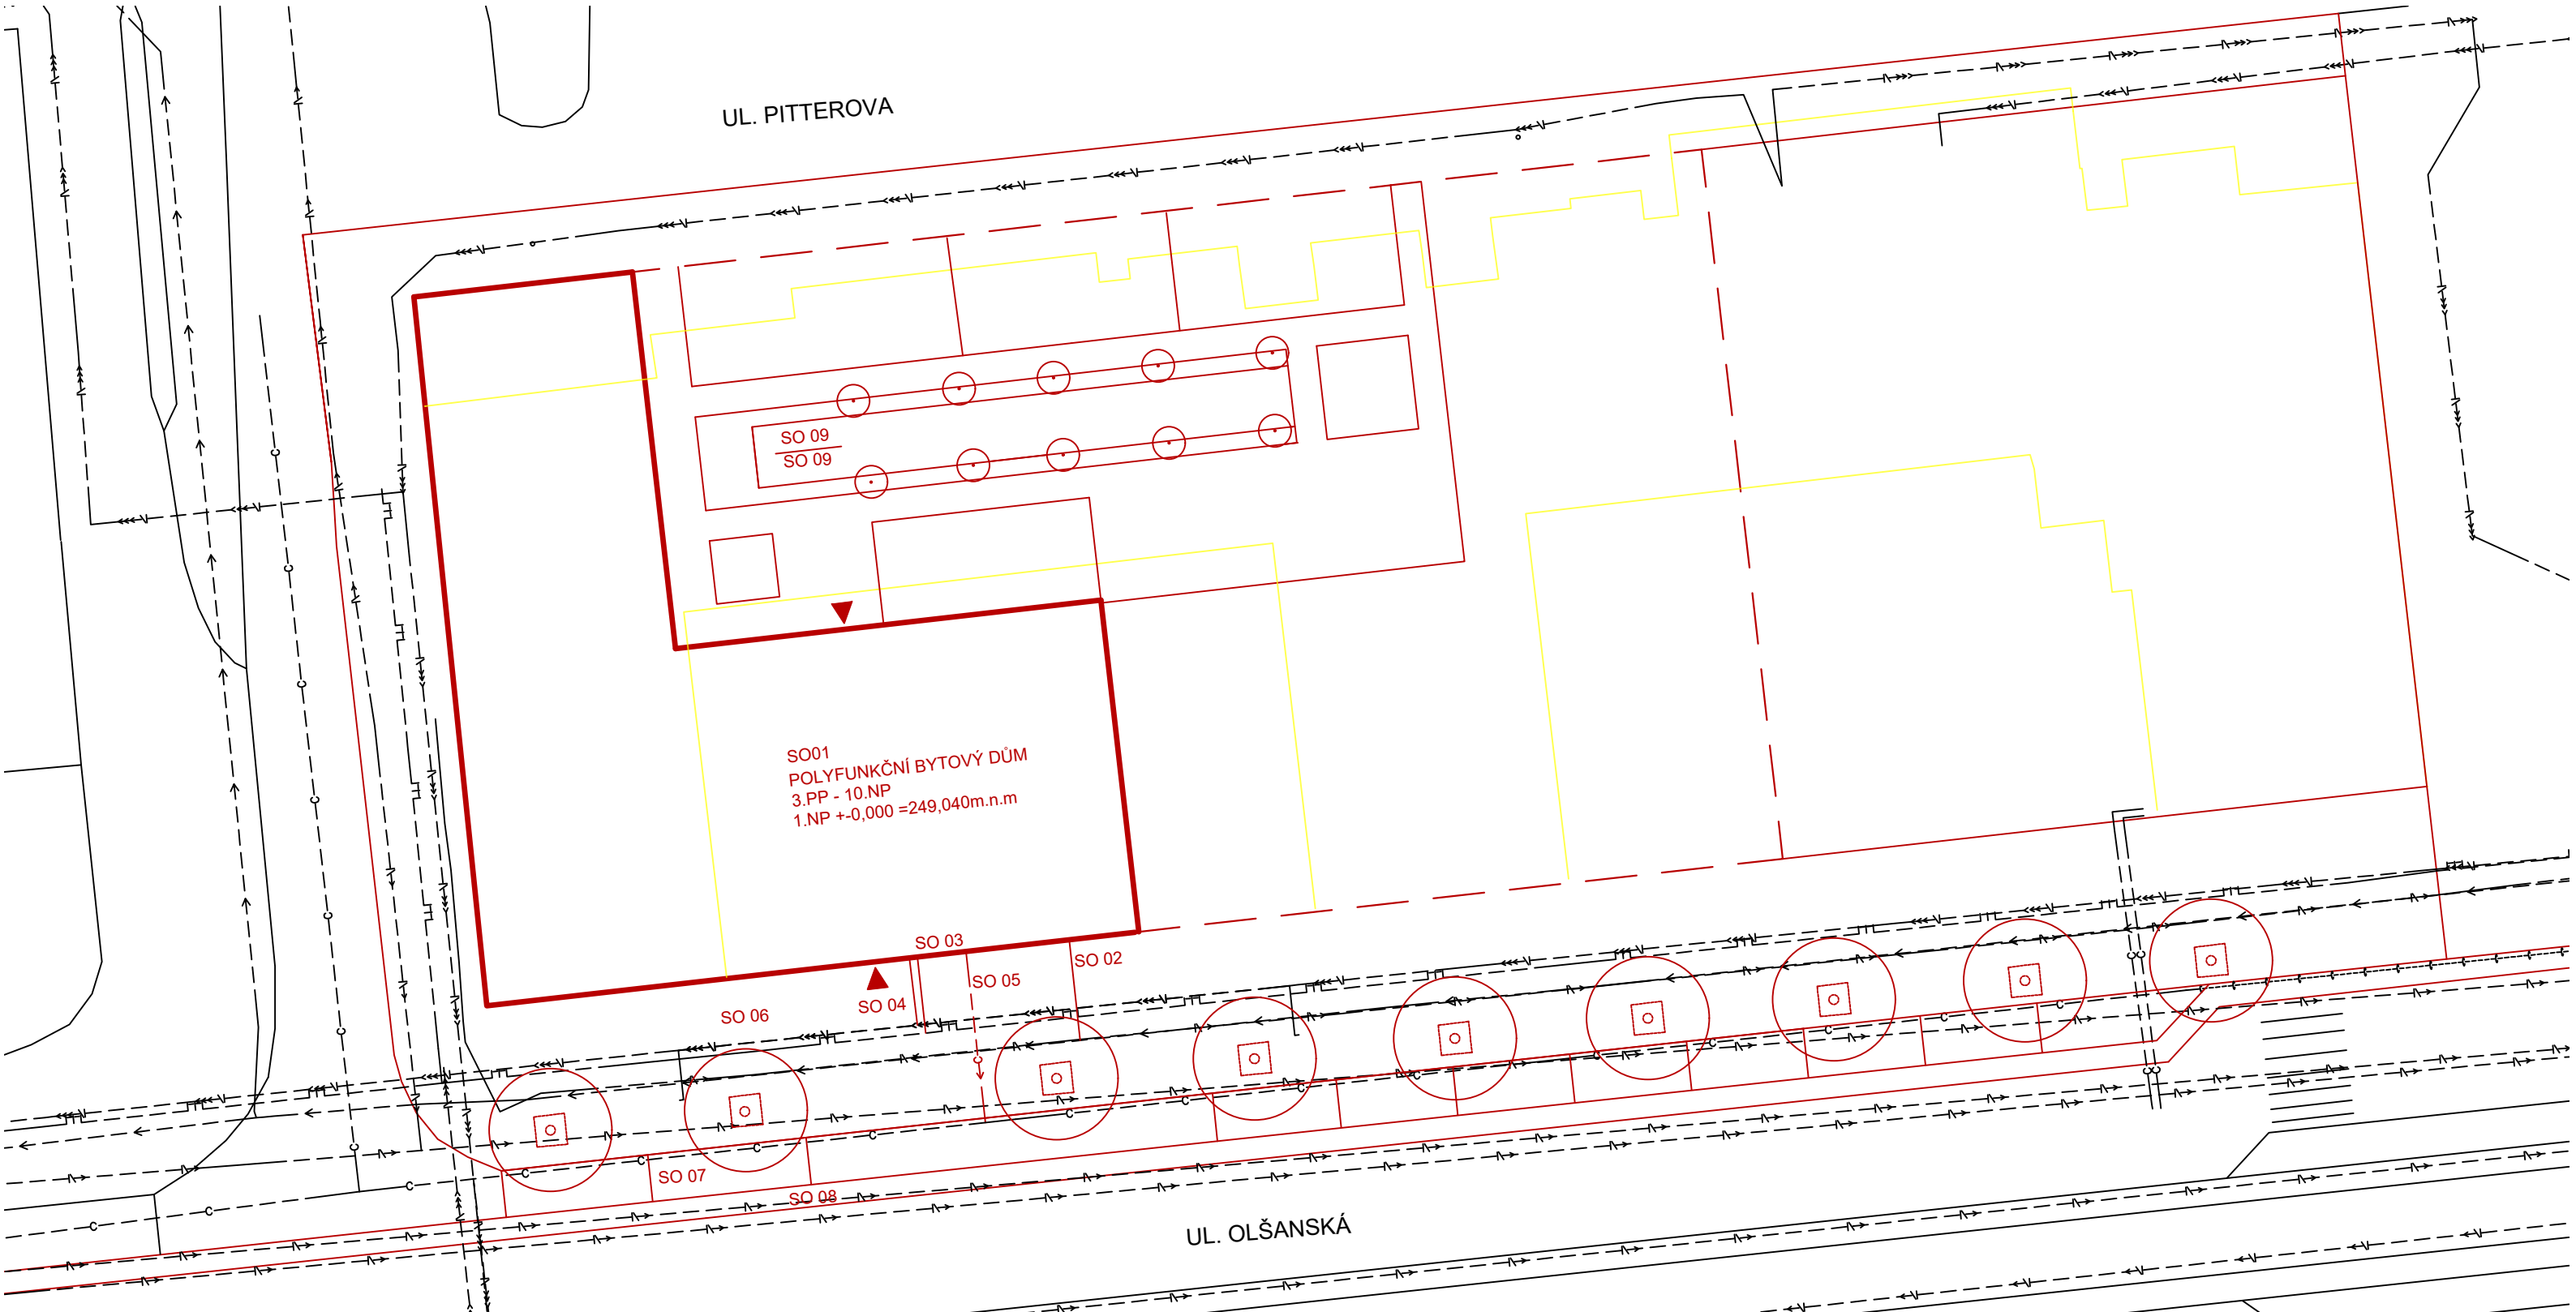 UL. PITTEROVA
SO 09
SO 09
SO01
POLYFUNKČNÍ BYTOVÝ DŮM
3.PP - 10.NP
1.NP +-0,000 =249,040m.n.m
SO 03
SO 02
SO 05
SO 04
SO 06
SO 07
SO 08
UL. OLŠANSKÁ